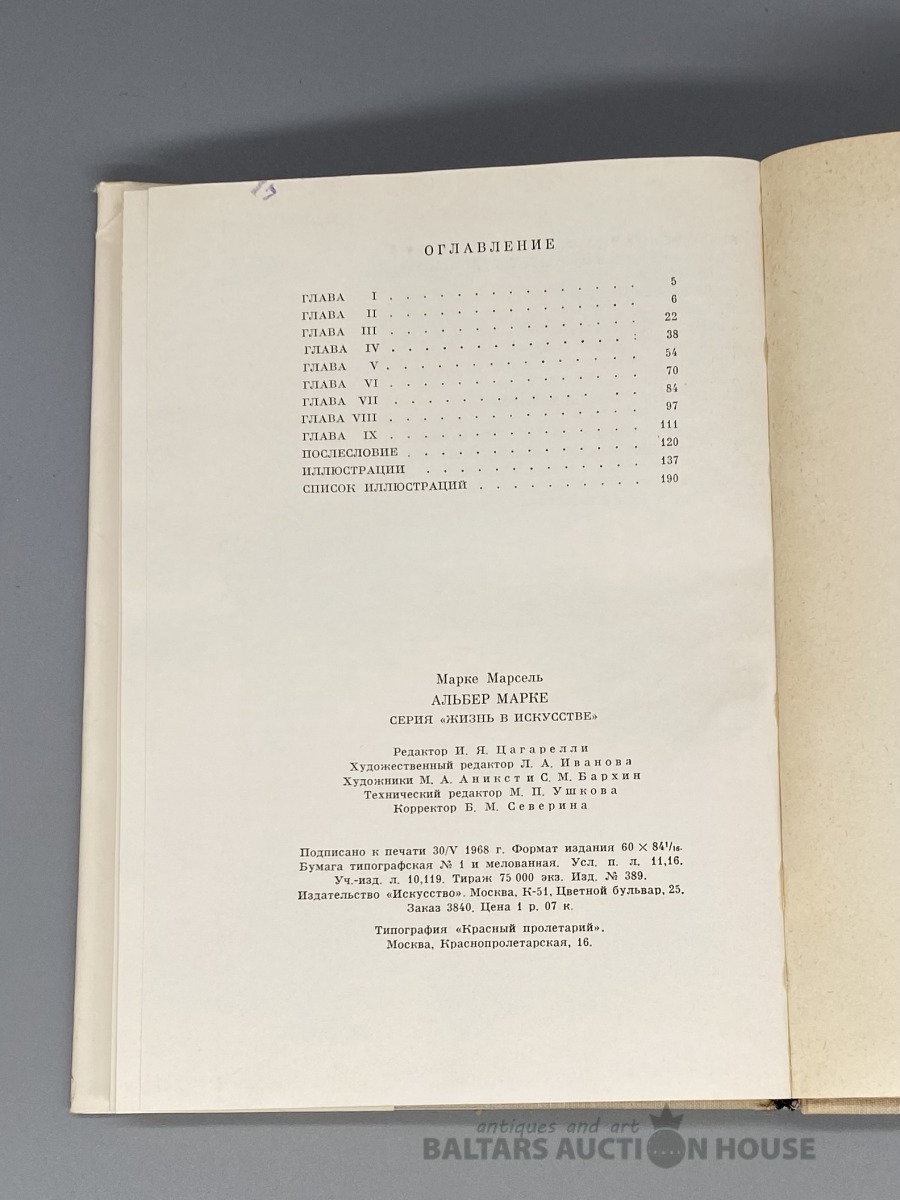 ОГЛАВЛЕНИЕ
ГЛАВА I . . . . . . . . . . . . . . . 5
ГЛАВА II . . . . . . . . . . . . . . . 6
ГЛАВА III . . . . . . . . . . . . . . . 22
ГЛАВА IV . . . . . . . . . . . . . . . 38
ГЛАВА V . . . . . . . . . . . . . . . 54
ГЛАВА VI . . . . . . . . . . . . . . . 70
ГЛАВА VII . . . . . . . . . . . . . . . 84
ГЛАВА VIII . . . . . . . . . . . . . . . 97
ГЛАВА IX . . . . . . . . . . . . . . . 111
ПОСЛЕСЛОВИЕ . . . . . . . . . . . . . . 120
ИЛЛЮСТРАЦИИ . . . . . . . . . . . . . 137
СПИСОК ИЛЛЮСТРАЦИЙ . . . . . . . . . . 190
Марке Марсель
АЛЬБЕР МАРКЕ
СЕРИЯ «ЖИЗНЬ В ИСКУССТВЕ»
Редактор И. Я. Цагарелли
Художественный редактор Л. А. Иванова
Художники М. А. Аникст и С. М. Бархин
Технический редактор М. П. Ушкова
Корректор Б. М. Северина
Подписано к печати 30/V 1968 г. Формат издания 60 × 84¹/₁₆.
Бумага типографская № 1 и мелованная. Усл. п. л. 11,16.
Уч.-изд. л. 10,119. Тираж 75 000 экз. Изд. № 389.
Издательство «Искусство». Москва, К-51, Цветной бульвар, 25.
Заказ 3840. Цена 1 р. 07 к.
Типография «Красный пролетарий».
Москва, Краснопролетарская, 16.
antiques and art
BALTARS AUCTION HOUSE